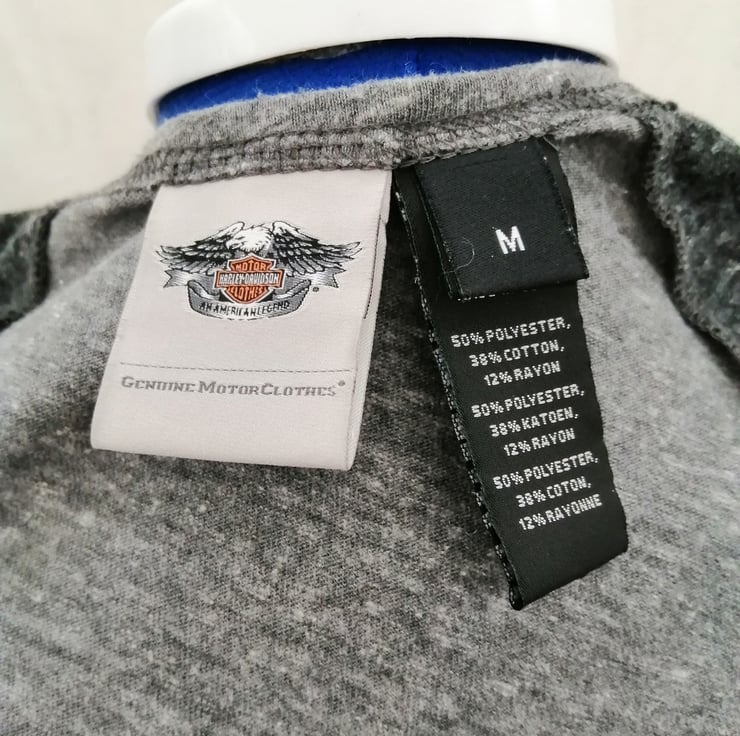 MOTOR
HARLEY-DAVIDSON
CLOTHES
®
AN AMERICAN LEGEND
GENUINE MOTORCLOTHES®
M
50% POLYESTER,
38% COTTON,
12% RAYON
50% POLYESTER,
38% KATOEN,
12% RAYON
50% POLYESTER,
38% COTON,
12% RAYONNE